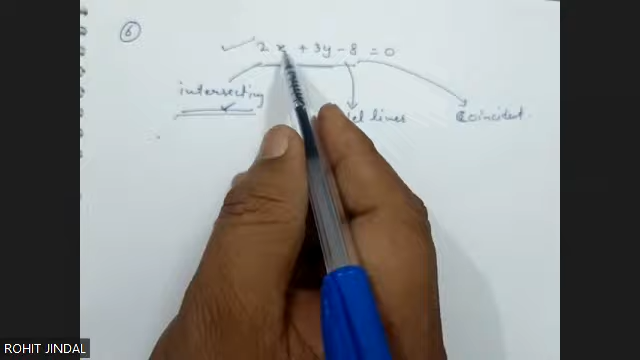 6
2x + 3y - 8 = 0
intersecting lines Coincident.
ROHIT JINDAL